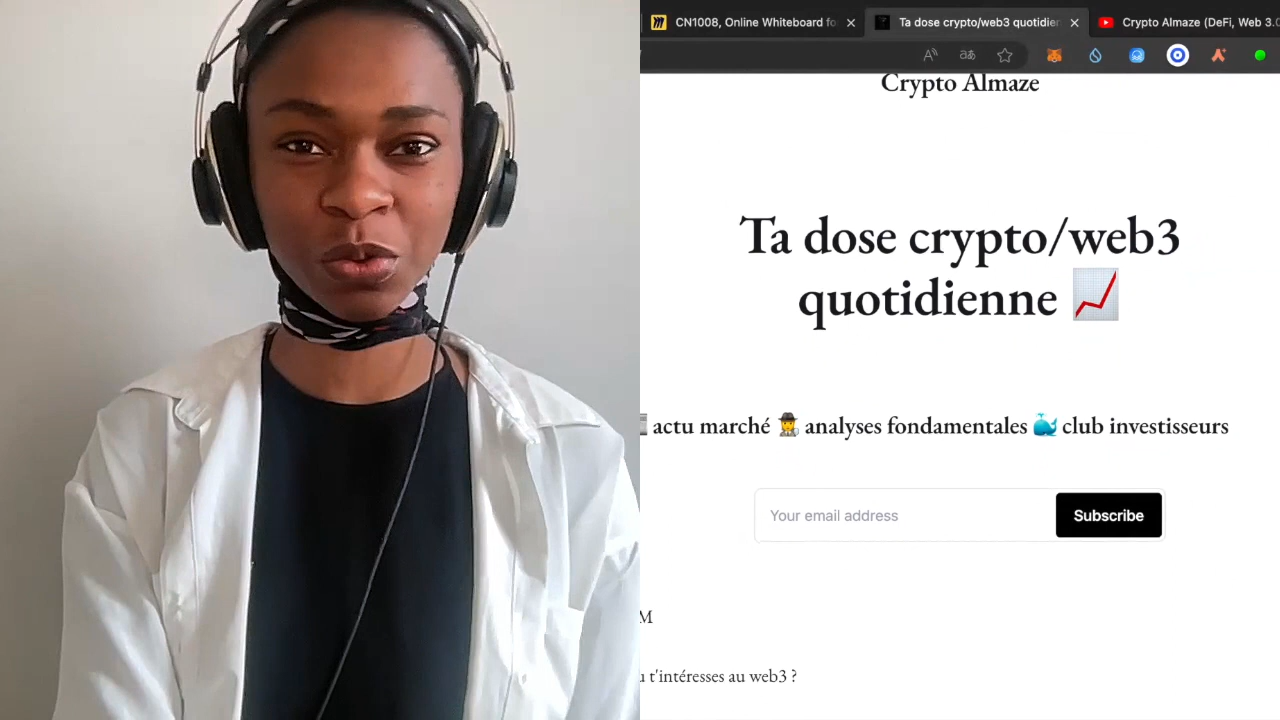 CN1008, Online Whiteboard fo
Ta dose crypto/web3 quotidien
Crypto Almaze (DeFi, Web 3.0
Crypto Almaze
Ta dose crypto/web3
quotidienne
actu marché analyses fondamentales club investisseurs
Your email address
Subscribe
M
t'intéresses au web3 ?